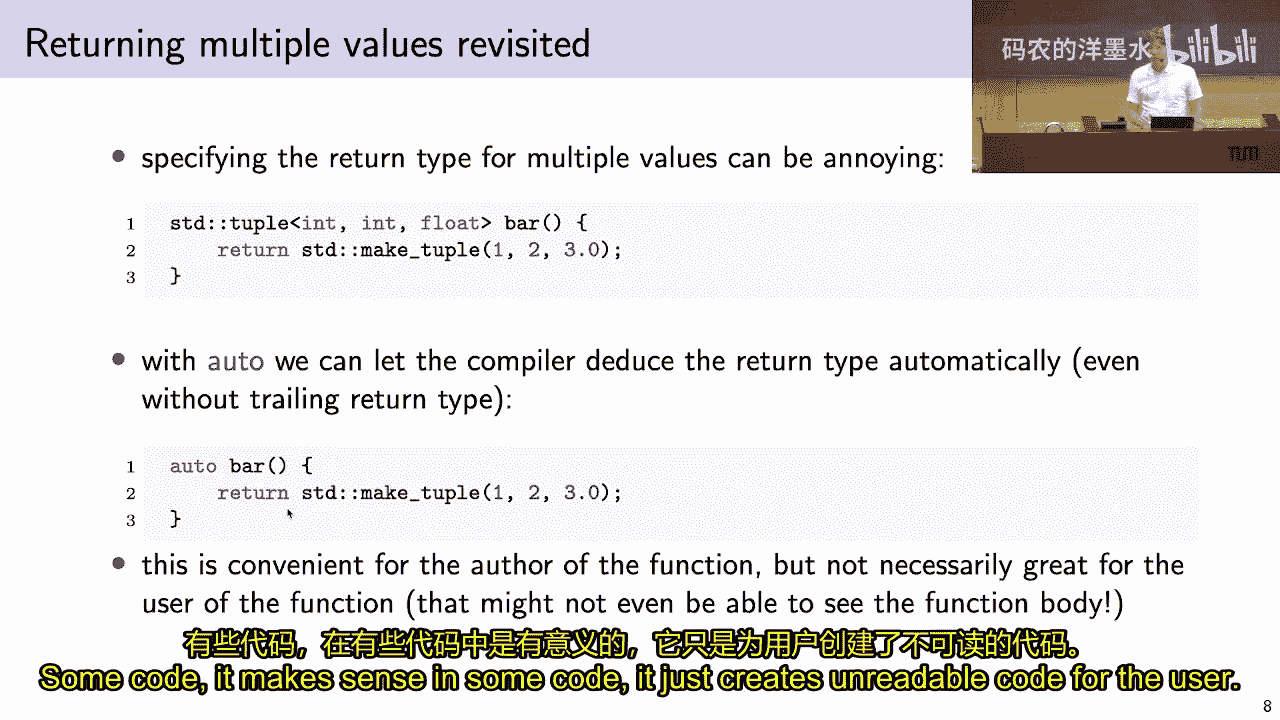 Returning multiple values revisited
码农的洋墨水 bilibili
TUM
• specifying the return type for multiple values can be annoying:
1 std::tuple<int, int, float> bar() {
2 return std::make_tuple(1, 2, 3.0);
3 }
• with auto we can let the compiler deduce the return type automatically (even
without trailing return type):
1 auto bar() {
2 return std::make_tuple(1, 2, 3.0);
3 }
• this is convenient for the author of the function, but not necessarily great for the
user of the function (that might not even be able to see the function body!)
有些代码，在有些代码中是有意义的，它只是为用户创建了不可读的代码。
Some code, it makes sense in some code, it just creates unreadable code for the user.
8